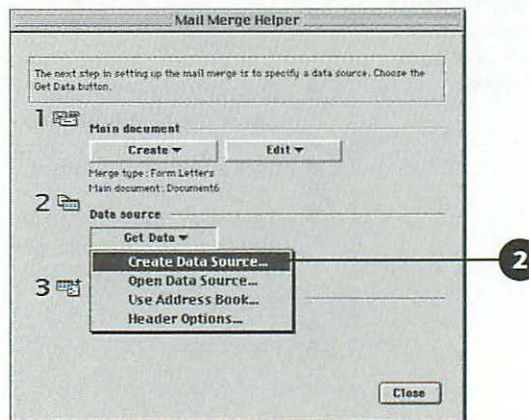 Mail Merge Helper
The next step in setting up the mail merge is to specify a data source. Choose the
Get Data button.
1
Main document
Create
Edit
Merge type: Form Letters
Main document: Document6
2
Data source
Get Data
Create Data Source...
2
Open Data Source...
3
Use Address Book...
Header Options...
Close